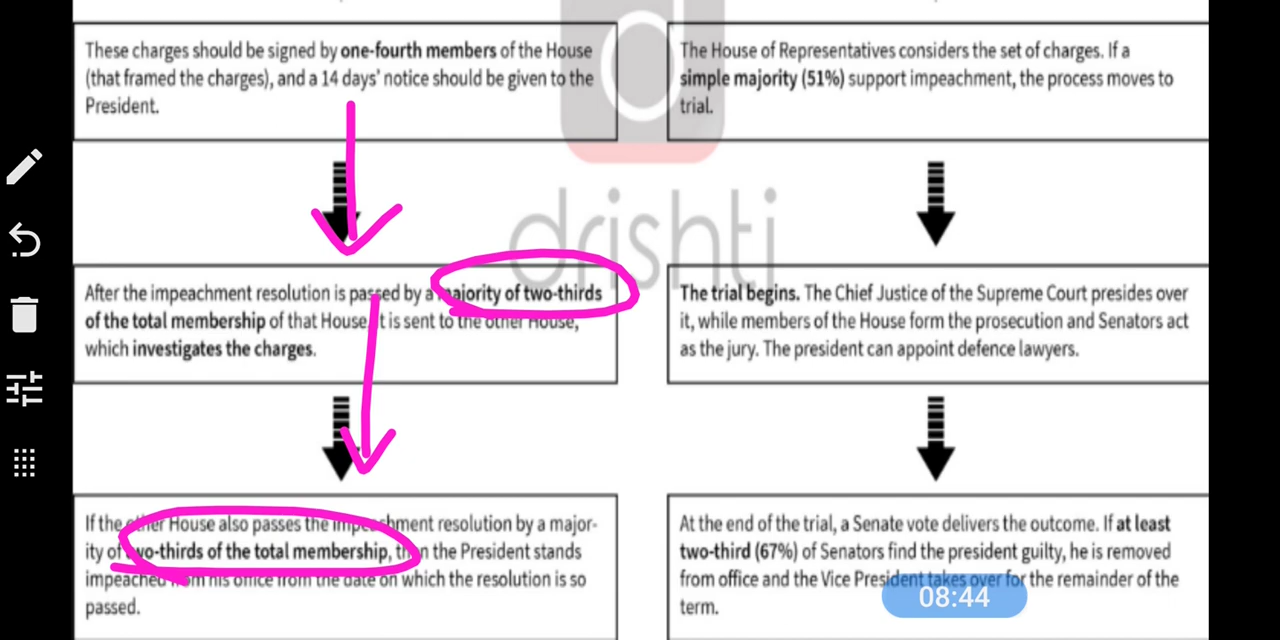 These charges should be signed by one-fourth members of the House
(that framed the charges), and a 14 days' notice should be given to the
President.
The House of Representatives considers the set of charges. If a
simple majority (51%) support impeachment, the process moves to
trial.
drishti
After the impeachment resolution is passed by a majority of two-thirds
of the total membership of that House, it is sent to the other House,
which investigates the charges.
The trial begins. The Chief Justice of the Supreme Court presides over
it, while members of the House form the prosecution and Senators act
as the jury. The president can appoint defence lawyers.
If the other House also passes the impeachment resolution by a major-
ity of two-thirds of the total membership, then the President stands
impeached from his office from the date on which the resolution is so
passed.
At the end of the trial, a Senate vote delivers the outcome. If at least
two-third (67%) of Senators find the president guilty, he is removed
from office and the Vice President takes over for the remainder of the
term.
08:44